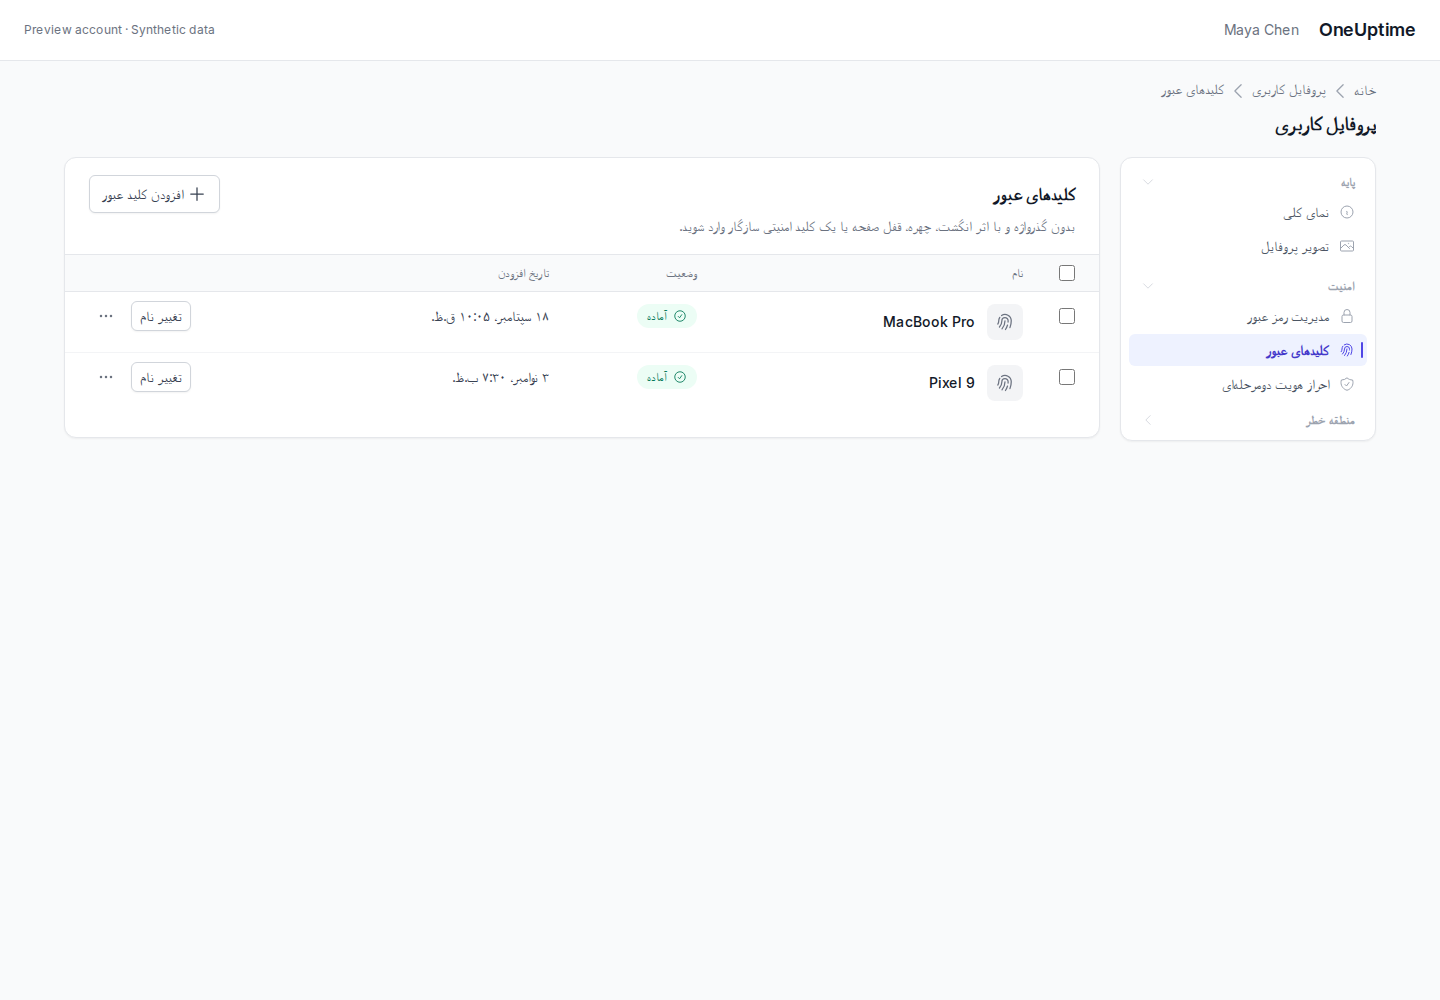 OneUptime
Maya Chen
Preview account · Synthetic data
خانه
پروفایل کاربری
کلیدهای عبور
پروفایل کاربری
پایه
نمای کلی
تصویر پروفایل
امنیت
مدیریت رمز عبور
کلیدهای عبور
احراز هویت دومرحله‌ای
منطقه خطر
کلیدهای عبور
بدون گذرواژه و با اثر انگشت، چهره، قفل صفحه یا یک کلید امنیتی سازگار وارد شوید.
افزودن کلید عبور
نام
وضعیت
تاریخ افزودن
MacBook Pro
آماده
۱۸ سپتامبر، ۱۰:۰۵ ق.ظ.
تغییر نام
Pixel 9
آماده
۳ نوامبر، ۷:۳۰ ب.ظ.
تغییر نام